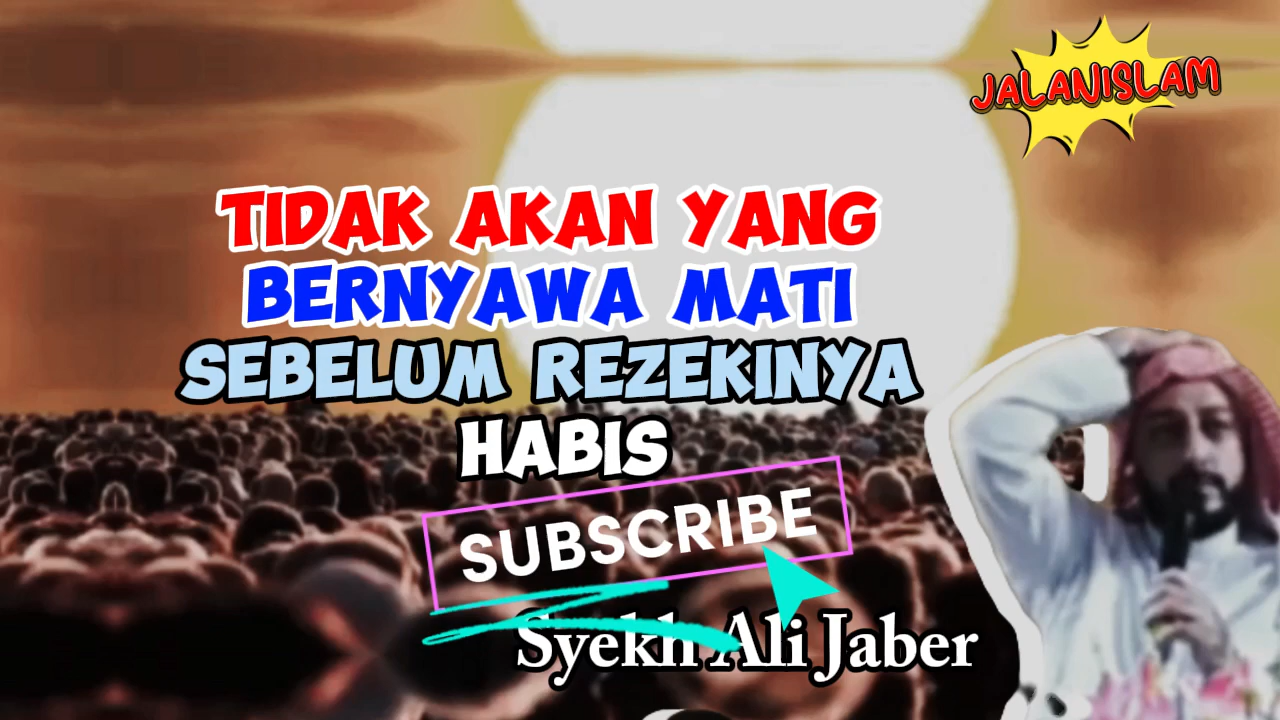 JALANISLAM
TIDAK AKAN YANG
BERNYAWA MATI
SEBELUM REZEKINYA
HABIS
SUBSCRIBE
Syekh Ali Jaber